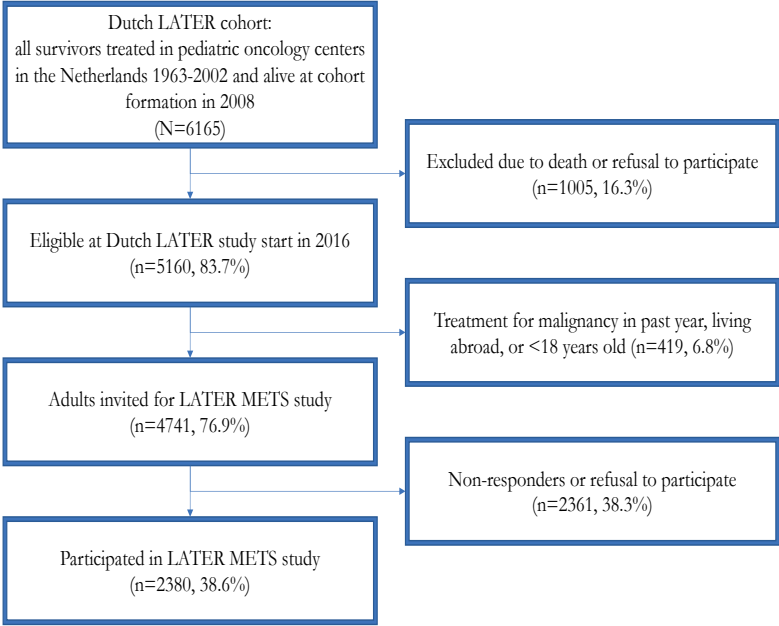 Dutch LATER cohort:
all survivors treated in pediatric oncology centers
in the Netherlands 1963-2002 and alive at cohort
formation in 2008
(N=6165)
Excluded due to death or refusal to participate
(n=1005, 16.3%)
Eligible at Dutch LATER study start in 2016
(n=5160, 83.7%)
Treatment for malignancy in past year, living
abroad, or <18 years old (n=419, 6.8%)
Adults invited for LATER METS study
(n=4741, 76.9%)
Non-responders or refusal to participate
(n=2361, 38.3%)
Participated in LATER METS study
(n=2380, 38.6%)